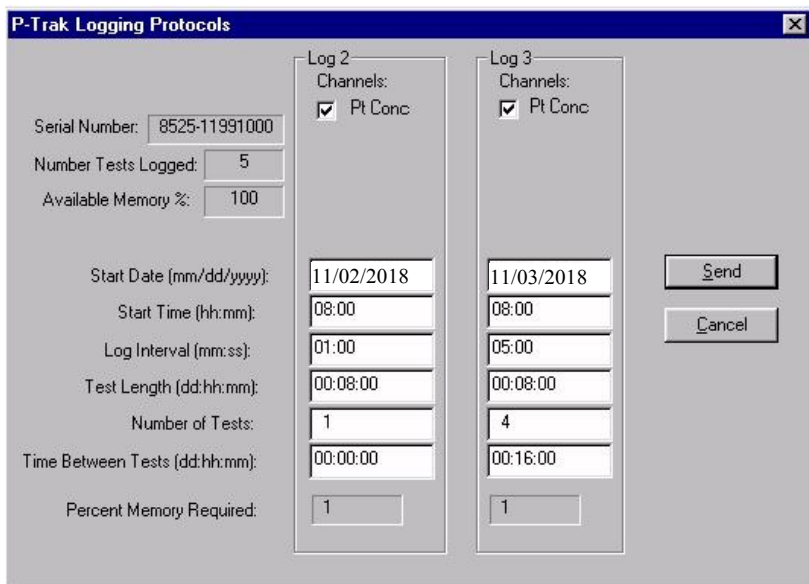 P-Trak Logging Protocols
Log 2 Log 3
Channels: Channels:
Pt Conc Pt Conc
Serial Number: 8525-11991000
Number Tests Logged: 5
Available Memory %: 100
Start Date (mm/dd/yyyy): 11/02/2018 11/03/2018 Send
Start Time (hh:mm): 08:00 08:00
Cancel
Log Interval (mm:ss): 01:00 05:00
Test Length (dd:hh:mm): 00:08:00 00:08:00
Number of Tests: 1 4
Time Between Tests (dd:hh:mm): 00:00:00 00:16:00
Percent Memory Required: 1 1